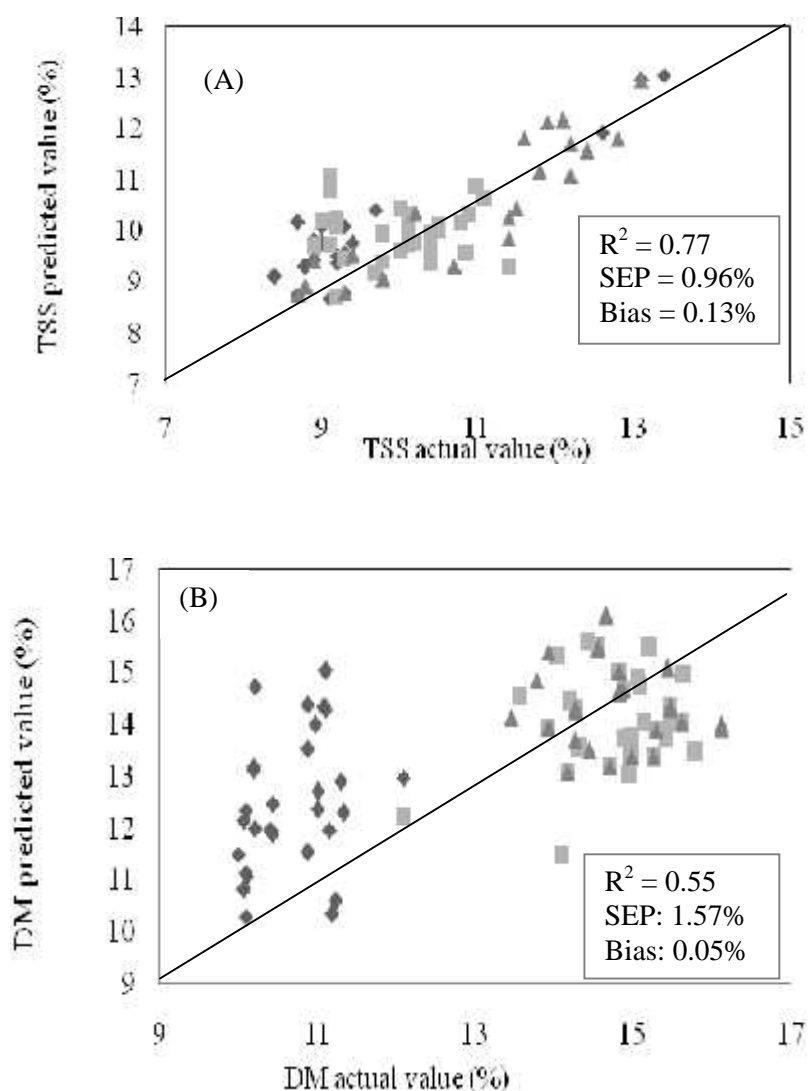 14
13
12
11
10
9
8
7
TSS predicted value (%)
(A)
R² = 0.77
SEP = 0.96%
Bias = 0.13%
7 9 11 13 15
TSS actual value (%)
17
16
15
14
13
12
11
10
9
DM predicted value (%)
(B)
R² = 0.55
SEP: 1.57%
Bias: 0.05%
9 11 13 15 17
DM actual value (%)